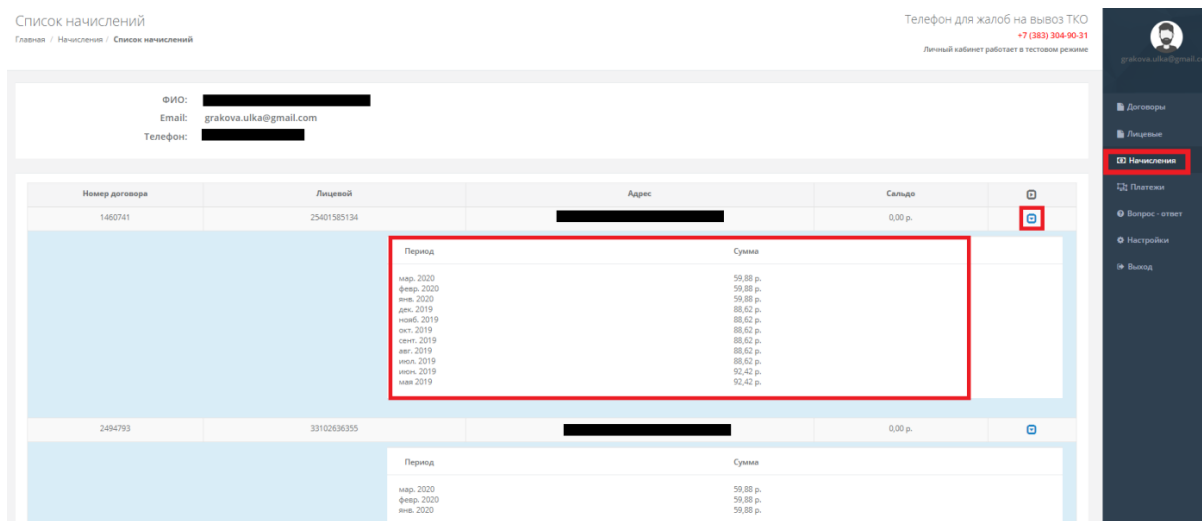 Список начислений
Главная / Начисления / Список начислений
Телефон для жалоб на вывоз ТКО
+7 (383) 304-90-31
Личный кабинет работает в тестовом режиме
grakova.ulka@gmail.c
ФИО:
Email: grakova.ulka@gmail.com
Телефон:
Договоры
Лицевые
Начисления
Платежи
Вопрос - ответ
Настройки
Выход
Номер договора Лицевой Адрес Сальдо
1460741 25401585134 0,00 р.
Период Сумма
мар. 2020 59,88 р.
февр. 2020 59,88 р.
янв. 2020 59,88 р.
дек. 2019 88,62 р.
нояб. 2019 88,62 р.
окт. 2019 88,62 р.
сент. 2019 88,62 р.
авг. 2019 88,62 р.
июл. 2019 88,62 р.
июн. 2019 92,42 р.
мая 2019 92,42 р.
2494793 33102636355 0,00 р.
Период Сумма
мар. 2020 59,88 р.
февр. 2020 59,88 р.
янв. 2020 59,88 р.